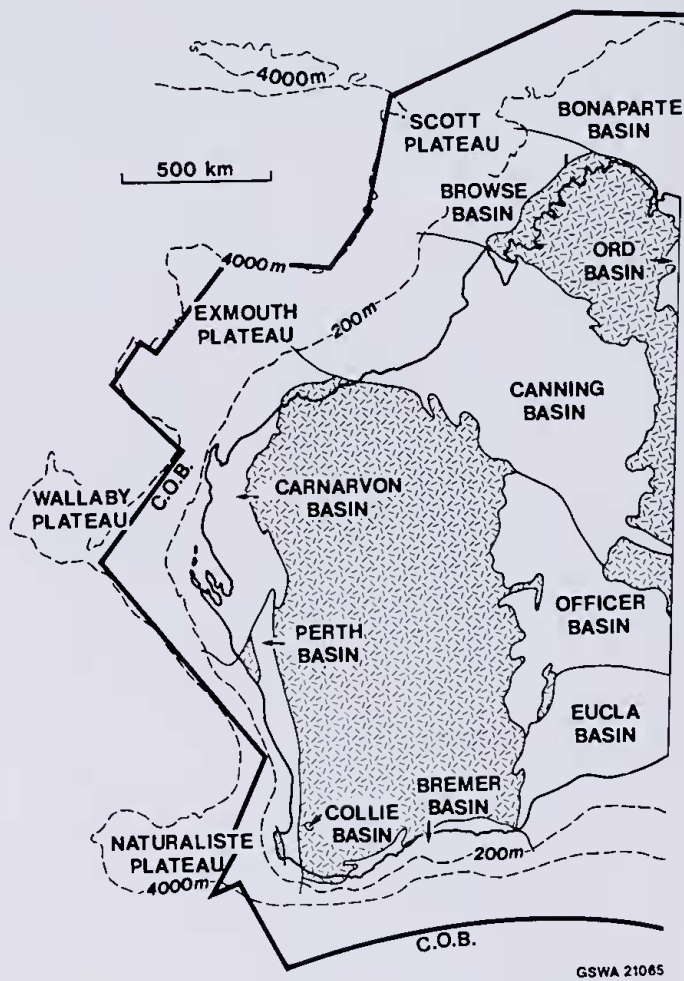 4000m
SCOTT
PLATEAU
BONAPARTE
BASIN
500 km
BROWSE
BASIN
ORD
BASIN
4000m
EXMOUTH
PLATEAU
200m
CANNING
BASIN
C.O.B.
WALLABY
PLATEAU
CARNARVON
BASIN
OFFICER
BASIN
PERTH
BASIN
EUCLA
BASIN
BREMER
BASIN
COLLIE
BASIN
NATURALISTE
PLATEAU
4000m
200m
C.O.B.
GSWA 21065